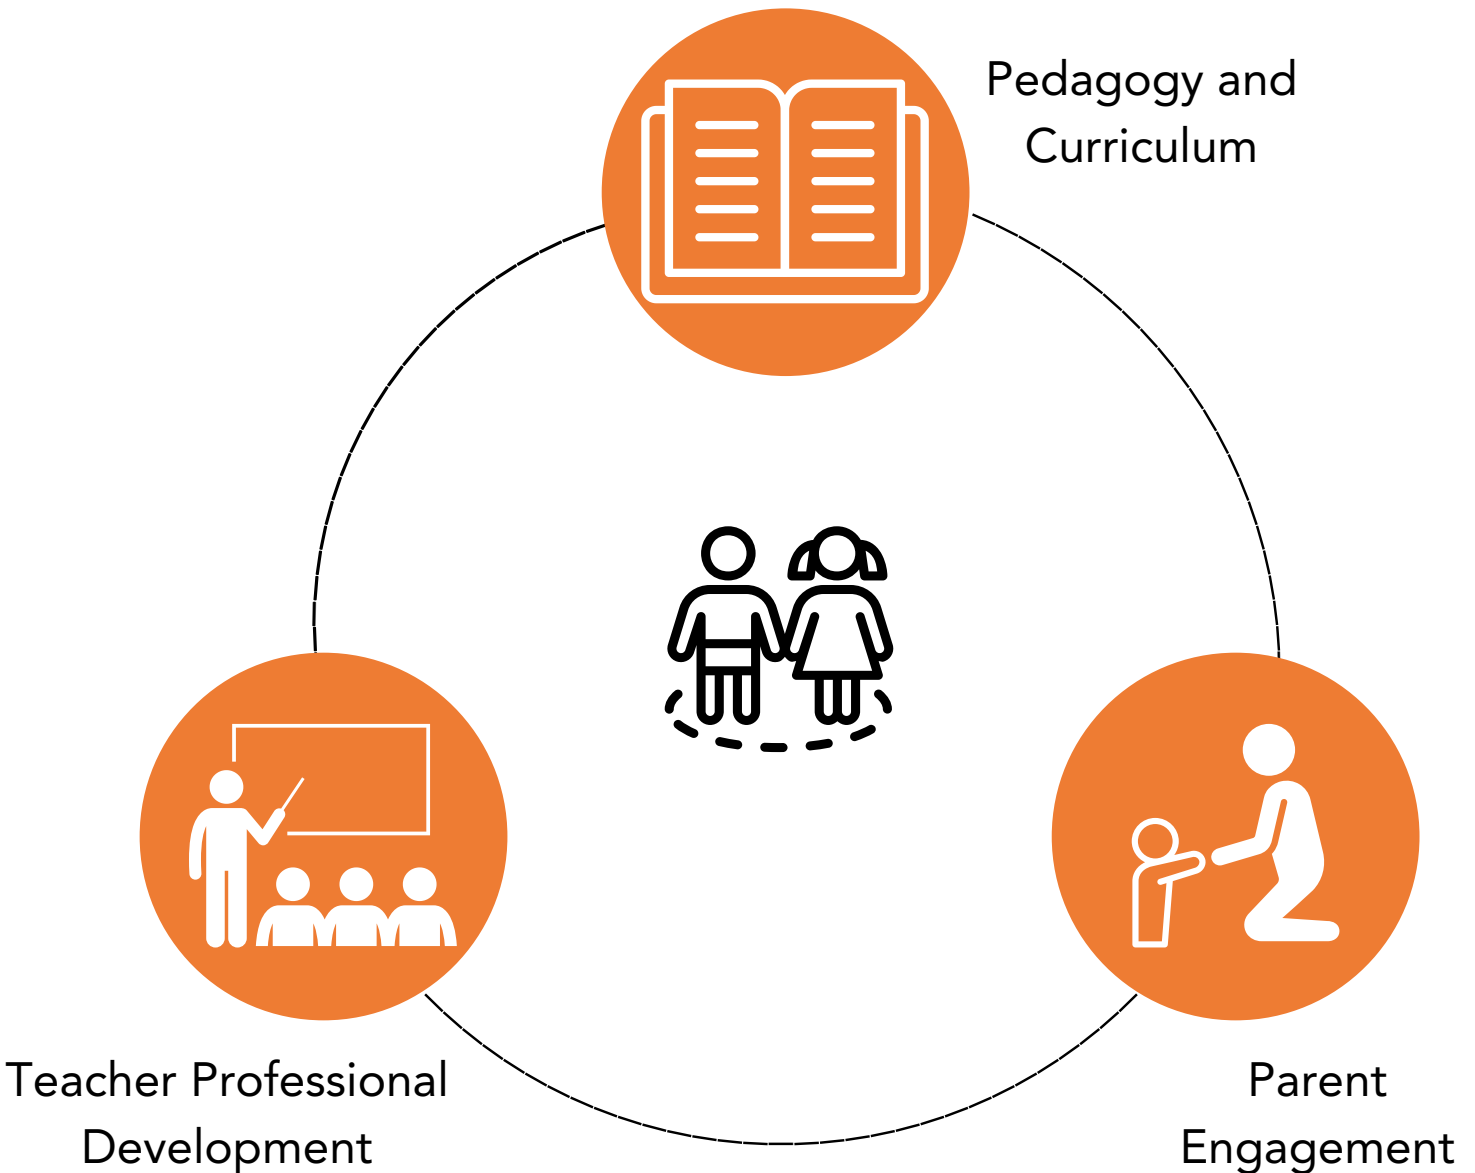 Pedagogy and
Curriculum
Teacher Professional
Development
Parent
Engagement